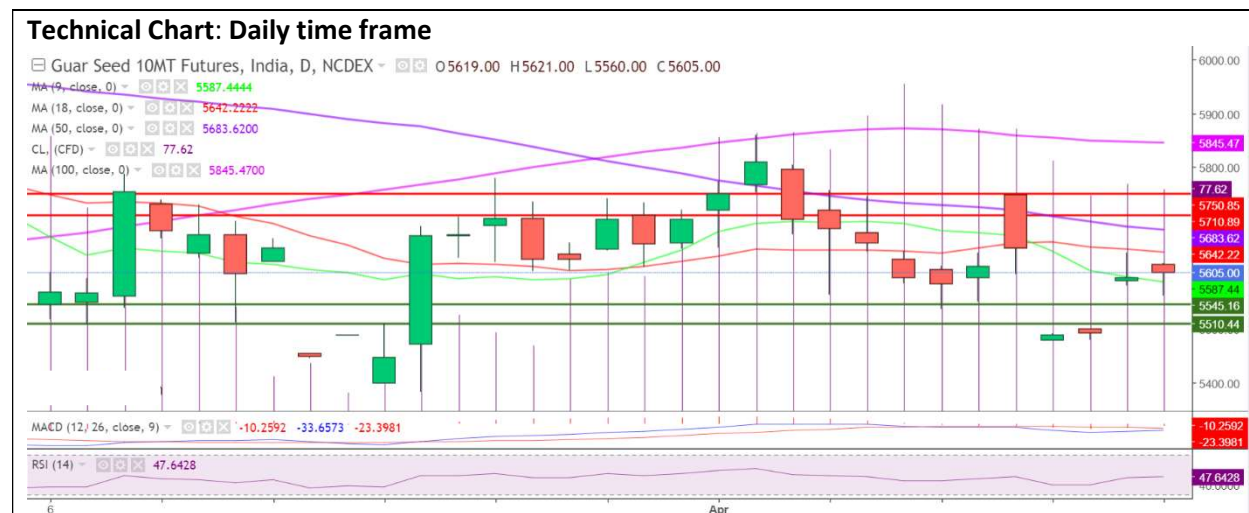 Technical Chart: Daily time frame
Guar Seed 10MT Futures, India, D, NCDEX O5619.00 H5621.00 L5560.00 C5605.00
MA (9, close, 0) 5587.4444
MA (18, close, 0) 5642.2222
MA (50, close, 0) 5683.6200
CL, (CFD) 77.62
MA (100, close, 0) 5845.4700
6000.00
5900.00
5845.47
5800.00
77.62
5750.85
5710.89
5683.62
5642.22
5605.00
5587.44
5545.16
5510.44
5400.00
MACD (12, 26, close, 9) -10.2592 -33.6573 -23.3981
-10.2592
-23.3981
RSI (14) 47.6428
47.6428
40.0000
6 Apr